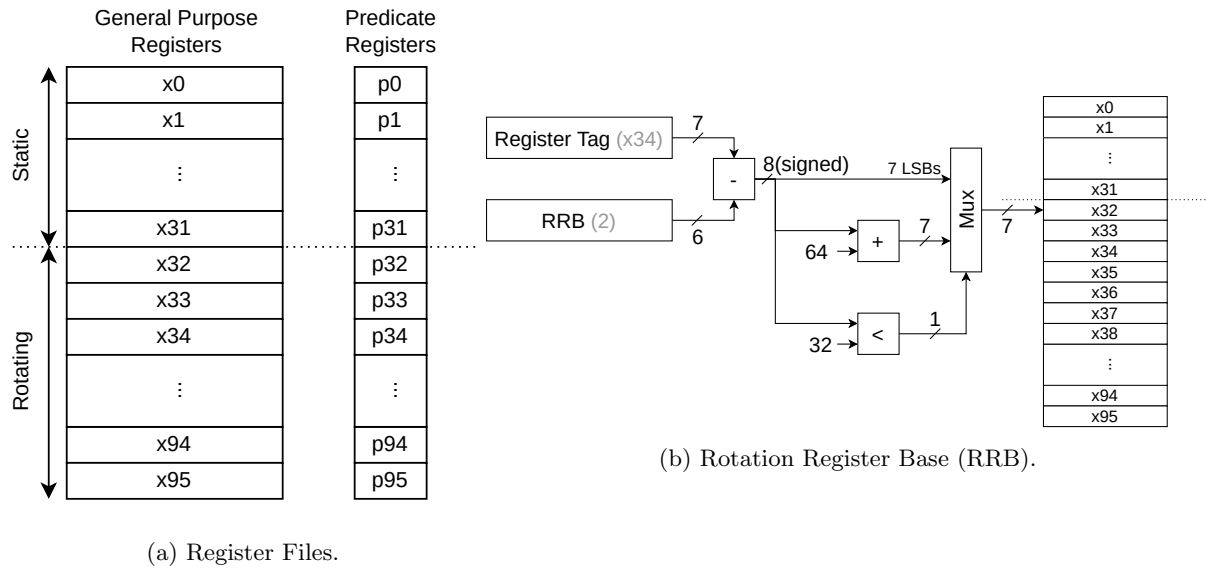 General Purpose
Registers
Predicate
Registers
Static
Rotating
x0
x1
⋮
x31
x32
x33
x34
⋮
x94
x95
p0
p1
⋮
p31
p32
p33
p34
⋮
p94
p95
(a) Register Files.
Register Tag (x34)
7
RRB (2)
6
-
8(signed)
7 LSBs
64
+
7
32
<
1
Mux
7
x0
x1
⋮
x31
x32
x33
x34
x35
x36
x37
x38
⋮
x94
x95
(b) Rotation Register Base (RRB).